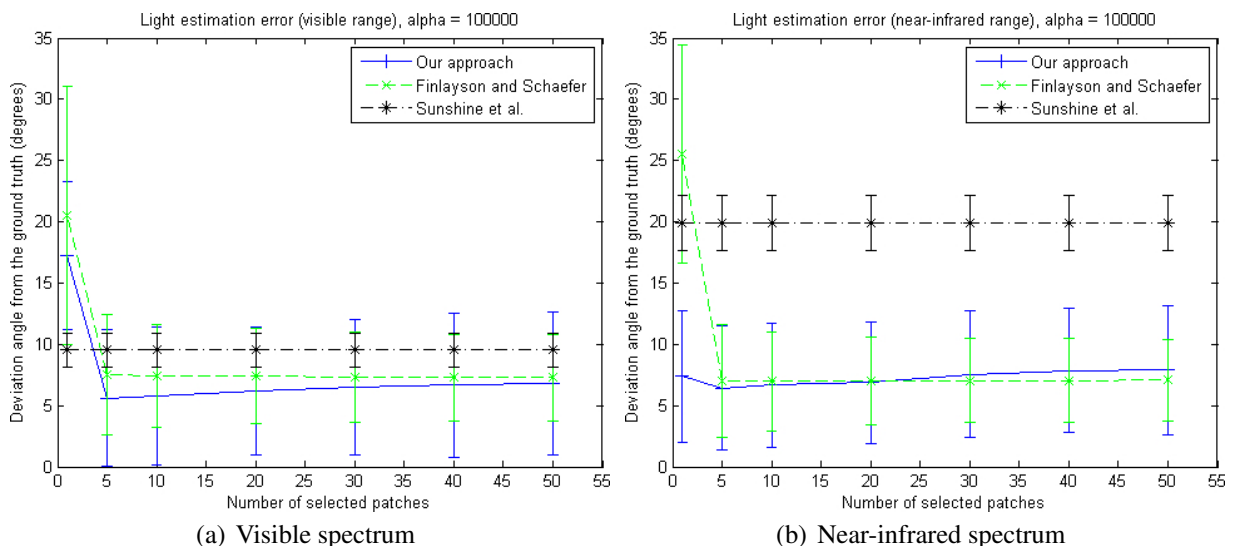 Light estimation error (visible range), alpha = 100000
Deviation angle from the ground truth (degrees)
35
30
25
20
15
10
5
0
Our approach
Finlayson and Schaefer
Sunshine et al.
0 5 10 15 20 25 30 35 40 45 50 55
Number of selected patches
(a) Visible spectrum
Light estimation error (near-infrared range), alpha = 100000
Deviation angle from the ground truth (degrees)
35
30
25
20
15
10
5
0
Our approach
Finlayson and Schaefer
Sunshine et al.
0 5 10 15 20 25 30 35 40 45 50 55
Number of selected patches
(b) Near-infrared spectrum